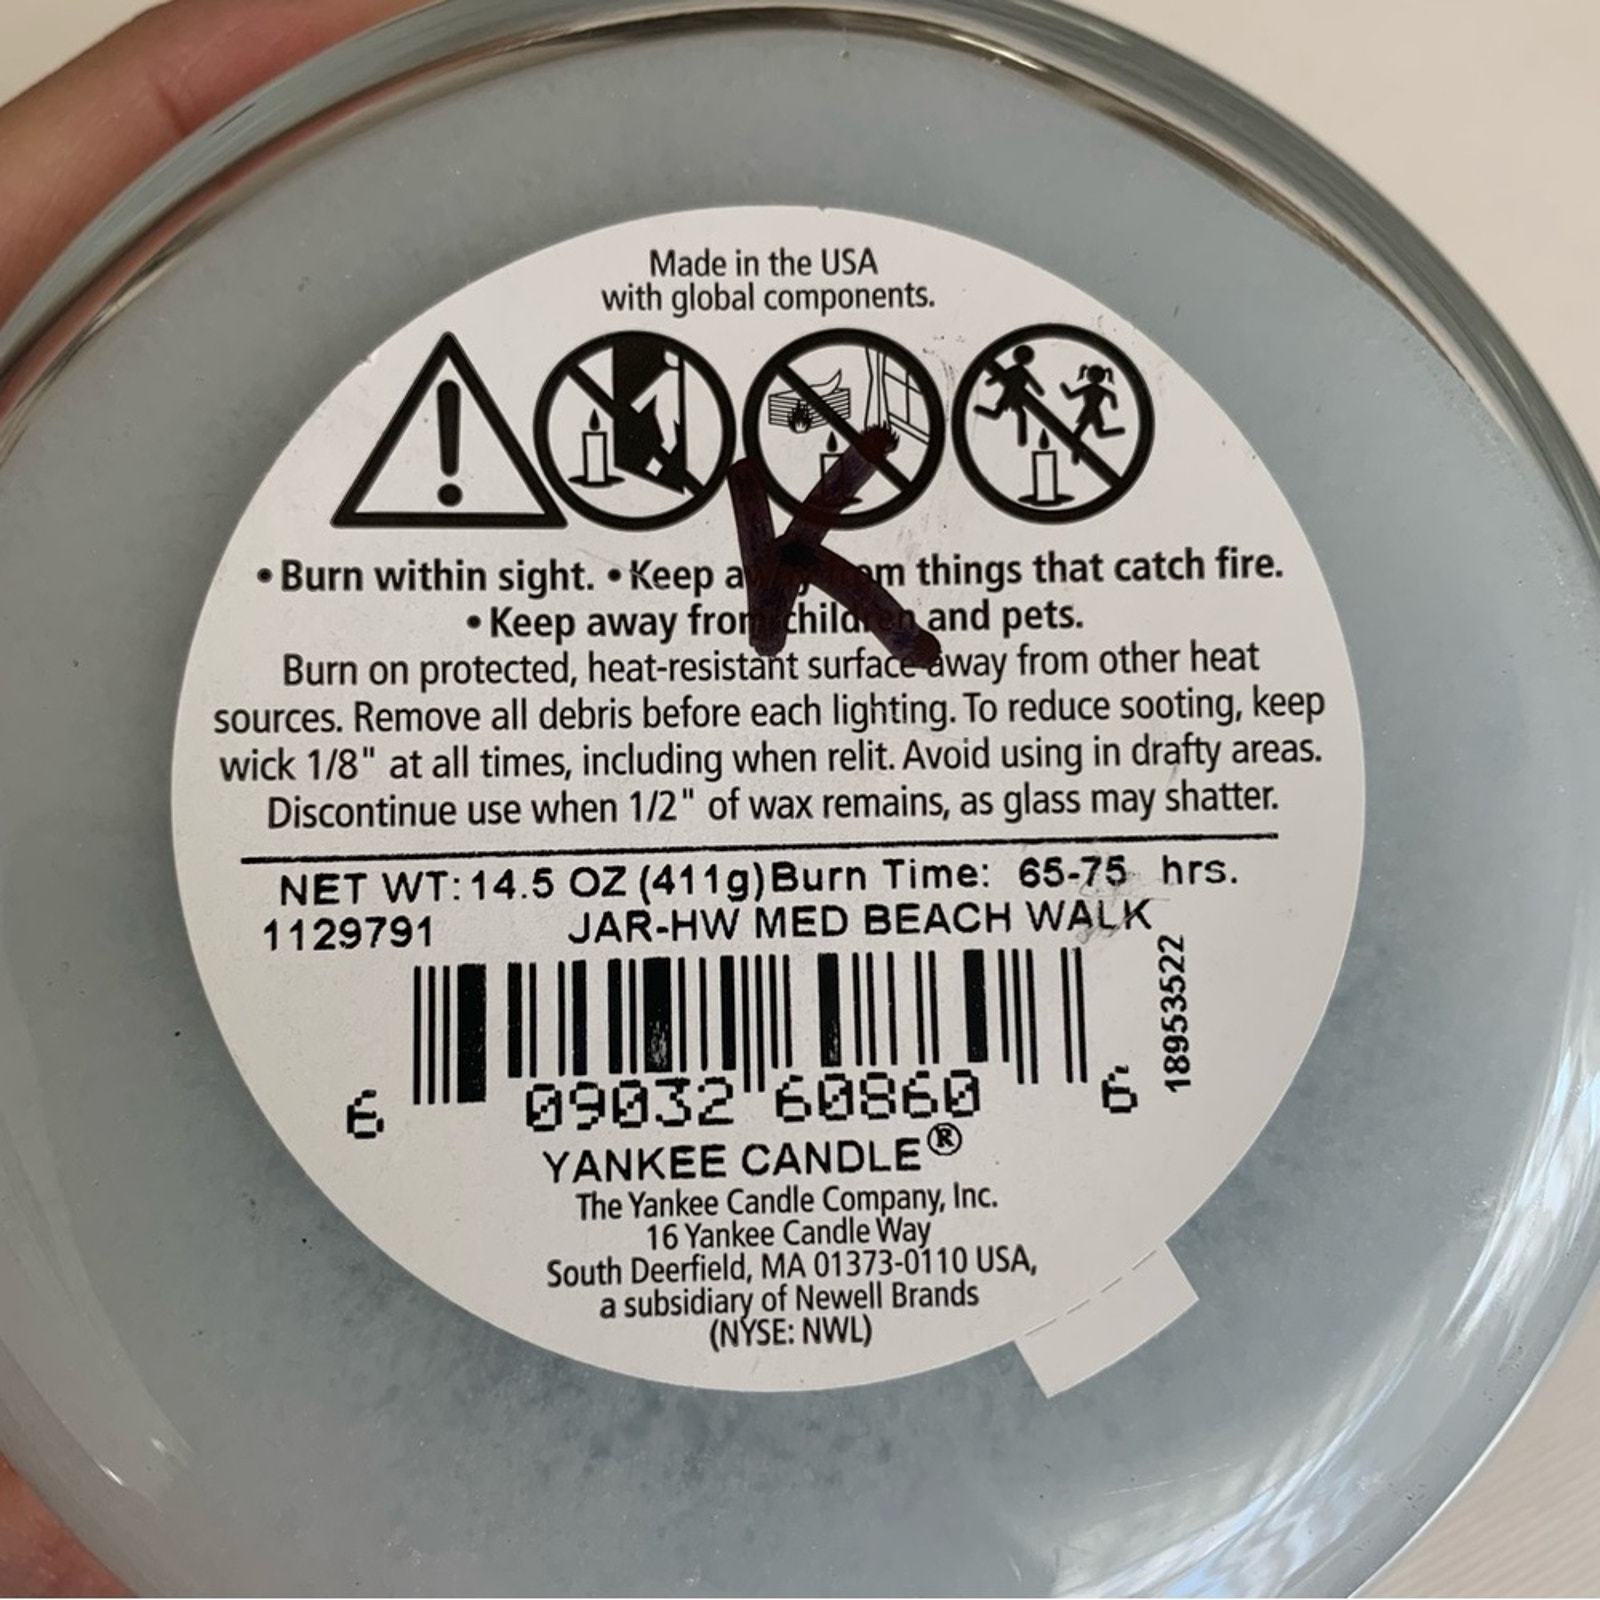 Made in the USA
with global components.
K
• Burn within sight. • Keep away from things that catch fire.
• Keep away from children and pets.
Burn on protected, heat-resistant surface away from other heat
sources. Remove all debris before each lighting. To reduce sooting, keep
wick 1/8" at all times, including when relit. Avoid using in drafty areas.
Discontinue use when 1/2" of wax remains, as glass may shatter.
NET WT: 14.5 OZ (411g) Burn Time: 65-75 hrs.
1129791 JAR-HW MED BEACH WALK
18953522
6 09032 60860 6
YANKEE CANDLE®
The Yankee Candle Company, Inc.
16 Yankee Candle Way
South Deerfield, MA 01373-0110 USA,
a subsidiary of Newell Brands
(NYSE: NWL)